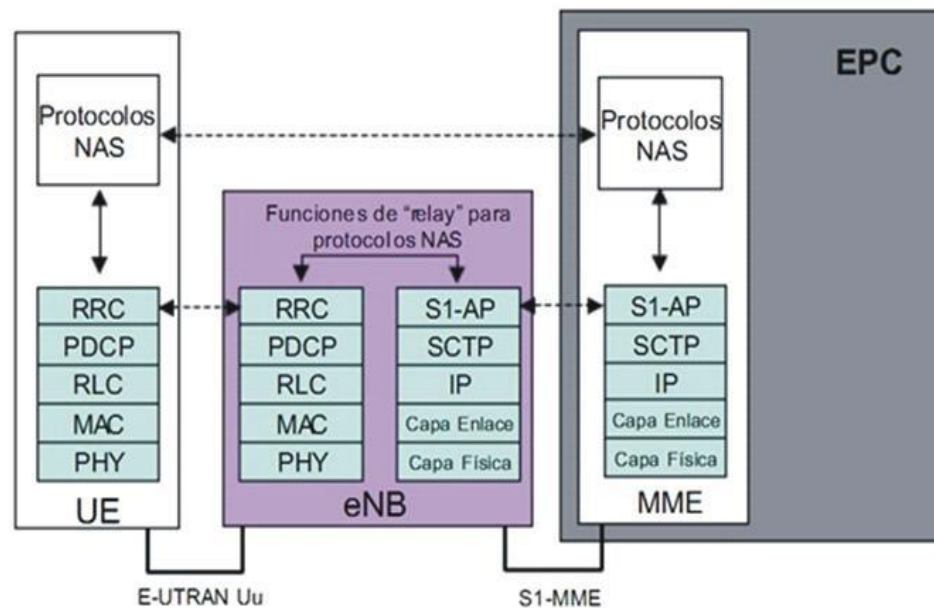 EPC
Protocolos
NAS
Protocolos
NAS
Funciones de “relay” para
protocolos NAS
RRC
PDCP
RLC
MAC
PHY
UE
RRC
PDCP
RLC
MAC
PHY
S1-AP
SCTP
IP
Capa Enlace
Capa Física
eNB
S1-AP
SCTP
IP
Capa Enlace
Capa Física
MME
E-UTRAN Uu
S1-MME